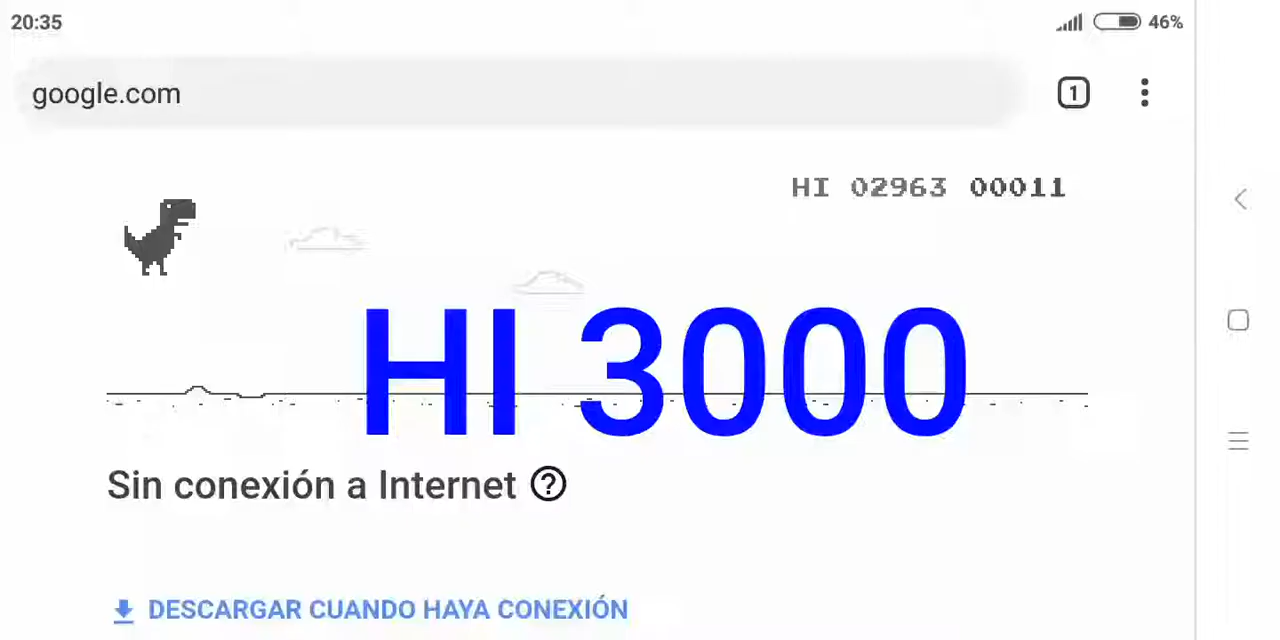 20:35
46%
google.com
1
HI 02963 00011
HI 3000
Sin conexión a Internet
DESCARGAR CUANDO HAYA CONEXIÓN